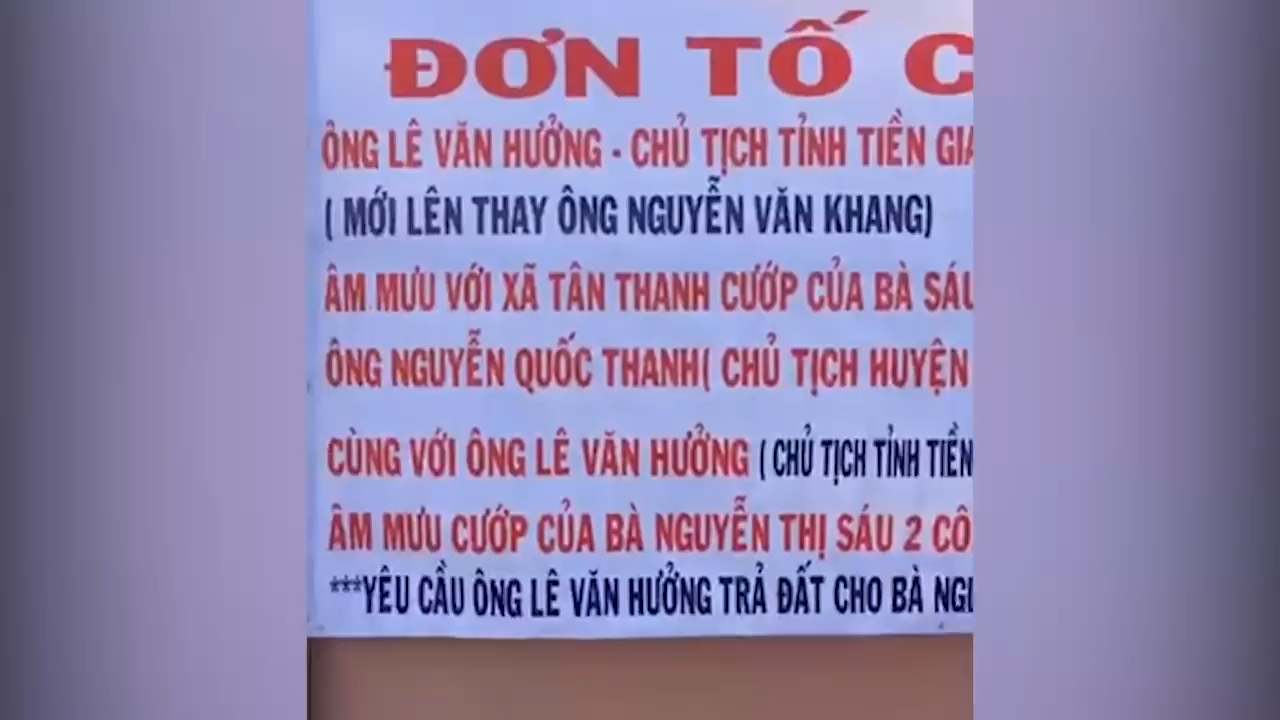 ĐƠN TỐ C
ÔNG LÊ VĂN HƯỞNG - CHỦ TỊCH TỈNH TIỀN GIA
( MỚI LÊN THAY ÔNG NGUYỄN VĂN KHANG)
ÂM MƯU VỚI XÃ TÂN THANH CƯỚP CỦA BÀ SÁU
ÔNG NGUYỄN QUỐC THANH( CHỦ TỊCH HUYỆN
CÙNG VỚI ÔNG LÊ VĂN HƯỞNG ( CHỦ TỊCH TỈNH TIỀN
ÂM MƯU CƯỚP CỦA BÀ NGUYỄN THỊ SÁU 2 CÔ
***YÊU CẦU ÔNG LÊ VĂN HƯỞNG TRẢ ĐẤT CHO BÀ NGU